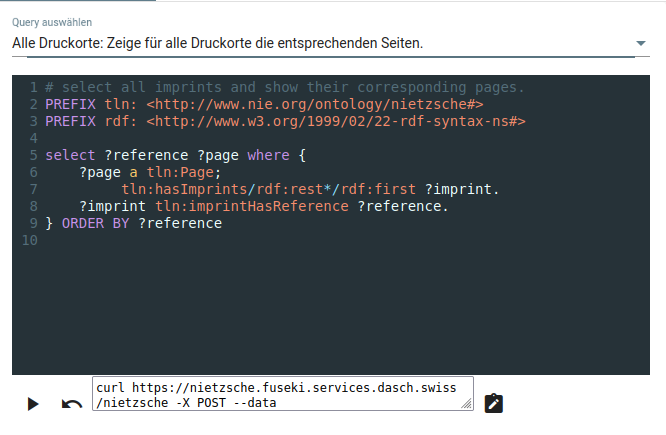 Query auswählen
Alle Druckorte: Zeige für alle Druckorte die entsprechenden Seiten.
1 # select all imprints and show their corresponding pages.
2 PREFIX tln: <http://www.nie.org/ontology/nietzsche#>
3 PREFIX rdf: <http://www.w3.org/1999/02/22-rdf-syntax-ns#>
4
5 select ?reference ?page where {
6     ?page a tln:Page;
7          tln:hasImprints/rdf:rest*/rdf:first ?imprint.
8     ?imprint tln:imprintHasReference ?reference.
9 } ORDER BY ?reference
10
curl https://nietzsche.fuseki.services.dasch.swiss
/nietzsche -X POST --data